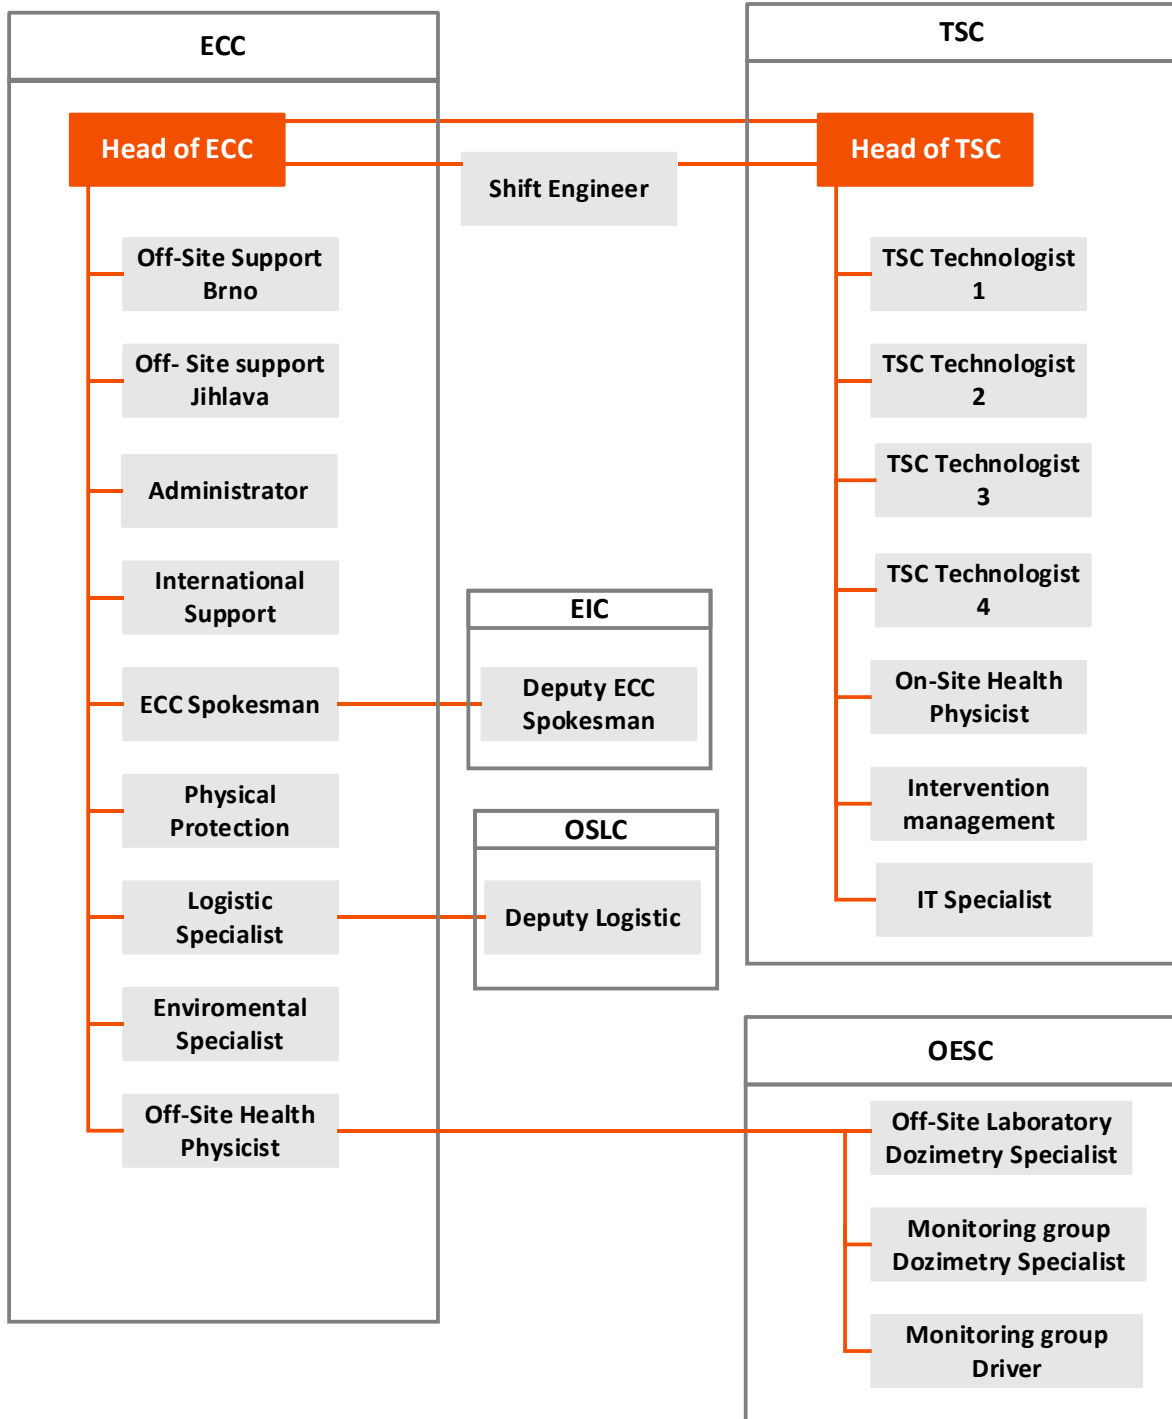 ECC
Head of ECC
Off-Site Support
Brno
Off- Site support
Jihlava
Administrator
International
Support
ECC Spokesman
Physical
Protection
Logistic
Specialist
Enviromental
Specialist
Off-Site Health
Physicist
Shift Engineer
EIC
Deputy ECC
Spokesman
OSLC
Deputy Logistic
TSC
Head of TSC
TSC Technologist
1
TSC Technologist
2
TSC Technologist
3
TSC Technologist
4
On-Site Health
Physicist
Intervention
management
IT Specialist
OESC
Off-Site Laboratory
Dozimetry Specialist
Monitoring group
Dozimetry Specialist
Monitoring group
Driver